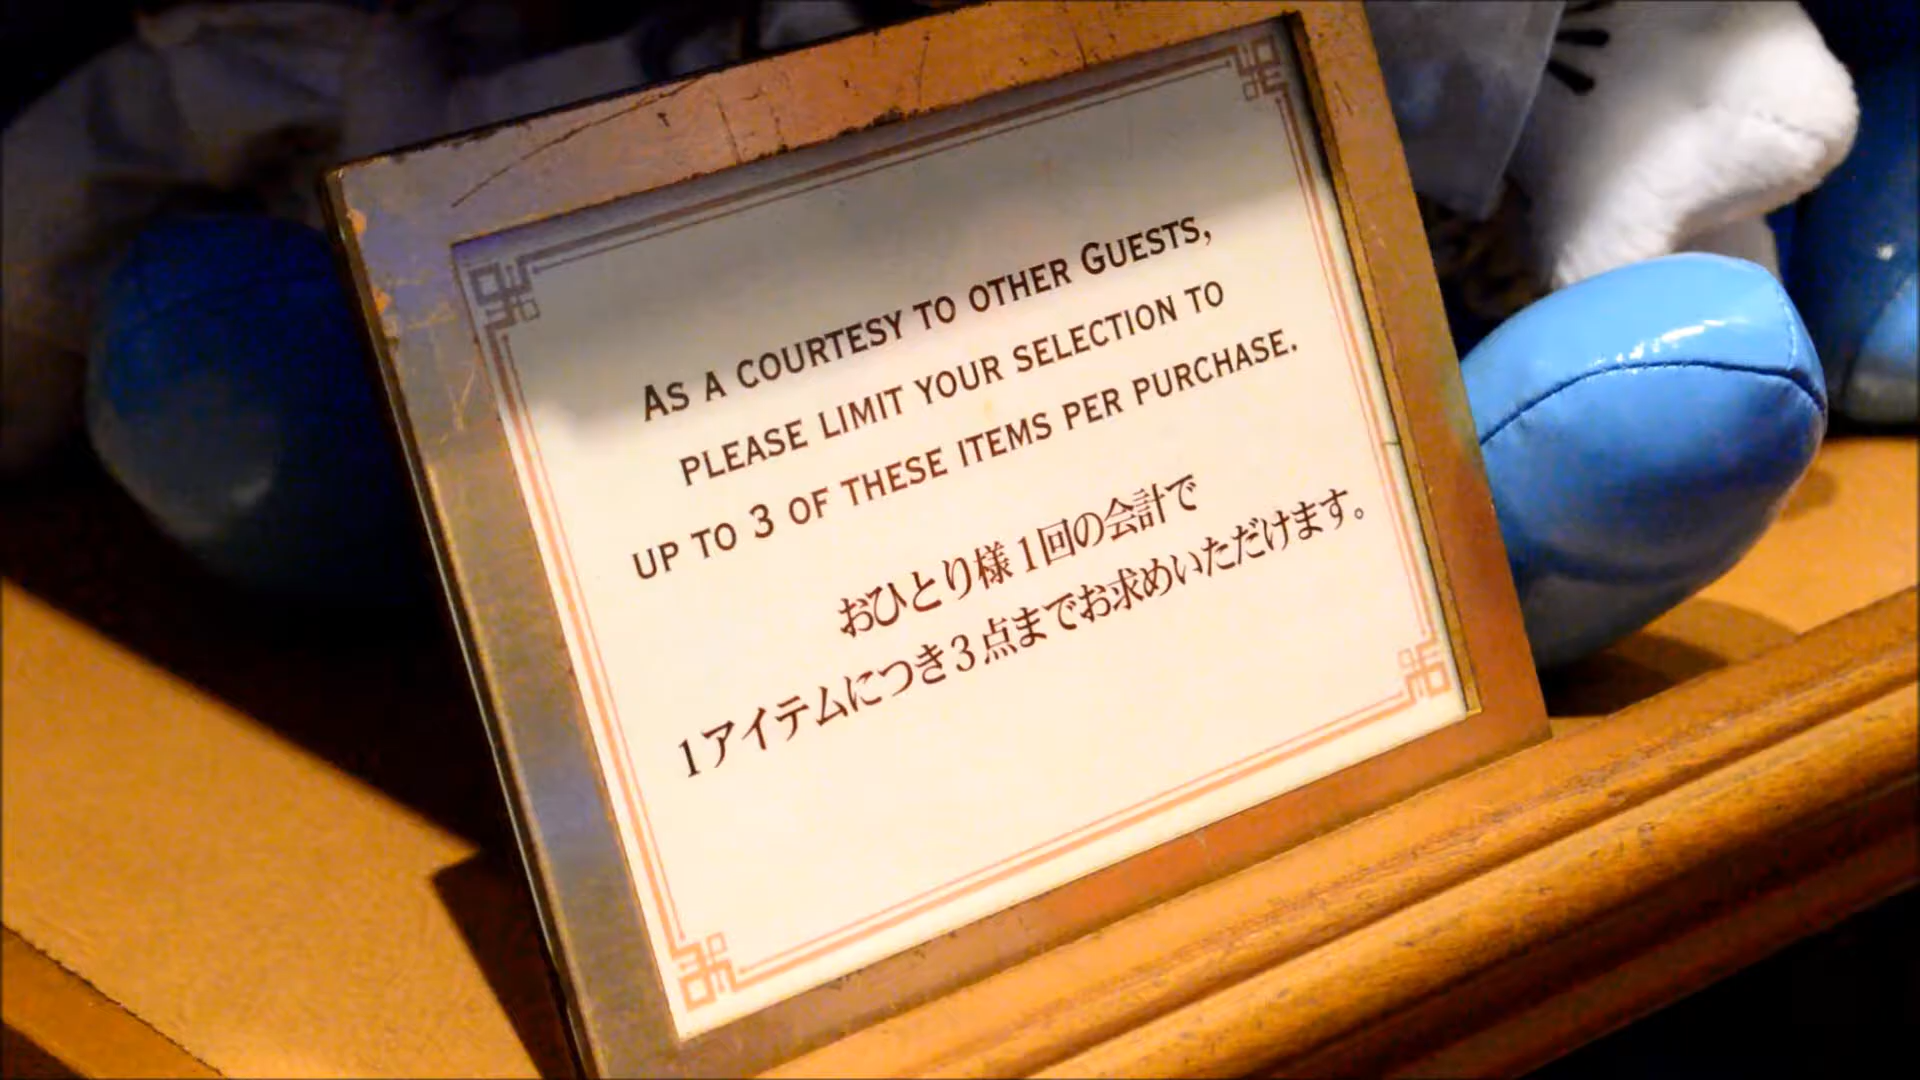 As a courtesy to other Guests,
please limit your selection to
up to 3 of these items per purchase.
おひとり様1回の会計で
1アイテムにつき3点までお求めいただけます。